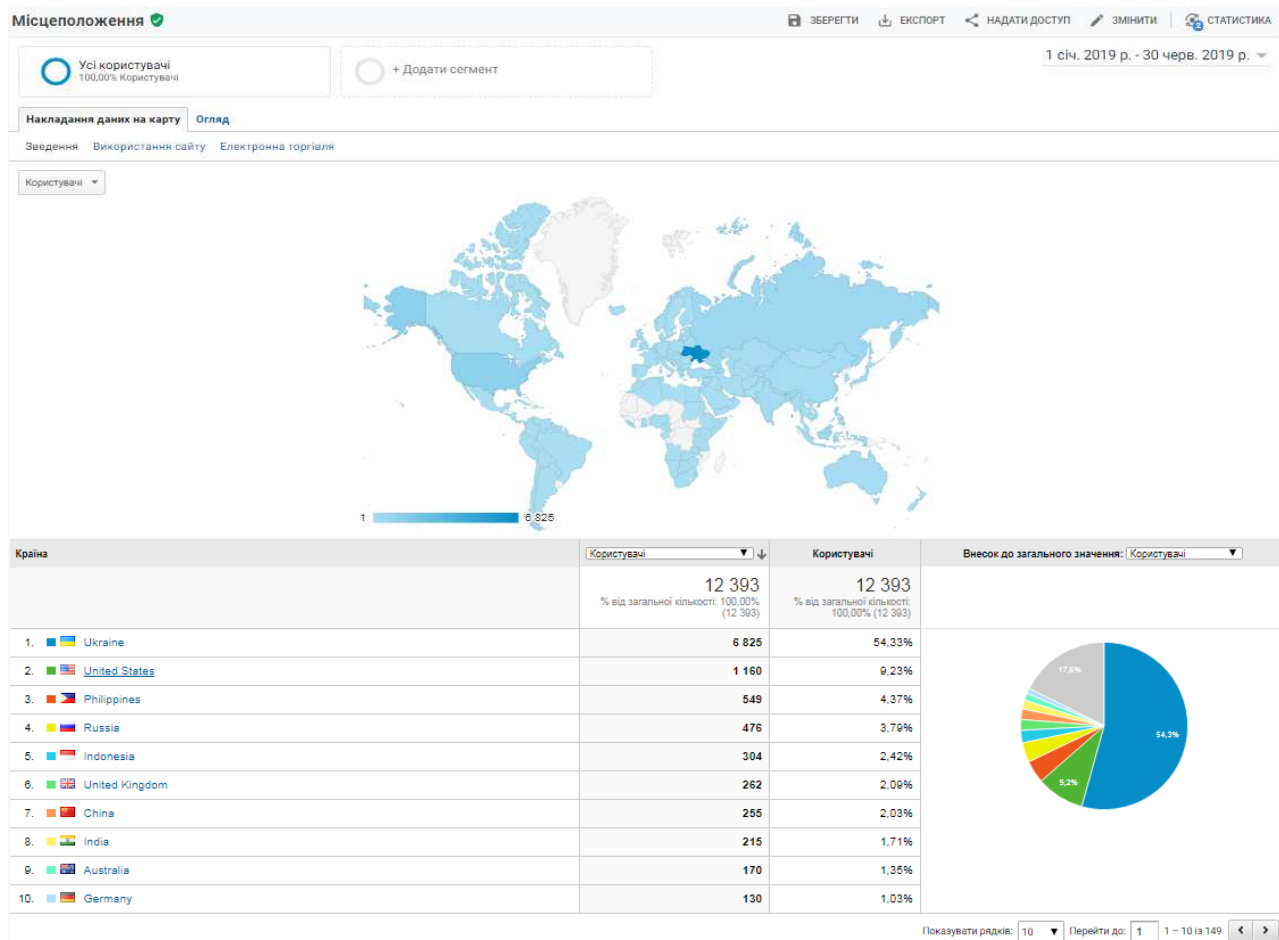 Місцеположення
ЗБЕРЕГТИ ЕКСПОРТ НАДАТИ ДОСТУП ЗМІНИТИ СТАТИСТИКА
Усі користувачі
100,00% Користувачі
+ Додати сегмент
1 січ. 2019 р. - 30 черв. 2019 р.
Накладання даних на карту Огляд
Зведення Використання сайту Електронна торгівля
Користувачі
1 6 825
Країна Користувачі Користувачі Внесок до загального значення: Користувачі
12 393 12 393
% від загальної кількості: 100,00% (12 393) % від загальної кількості: 100,00% (12 393)
1. Ukraine 6 825 54,33%
2. United States 1 160 9,23%
3. Philippines 549 4,37%
4. Russia 476 3,79%
5. Indonesia 304 2,42%
6. United Kingdom 262 2,09%
7. China 255 2,03%
8. India 215 1,71%
9. Australia 170 1,35%
10. Germany 130 1,03%
17,6%
54,3%
9,2%
Показувати рядків: 10 Перейти до: 1 1 – 10 із 149